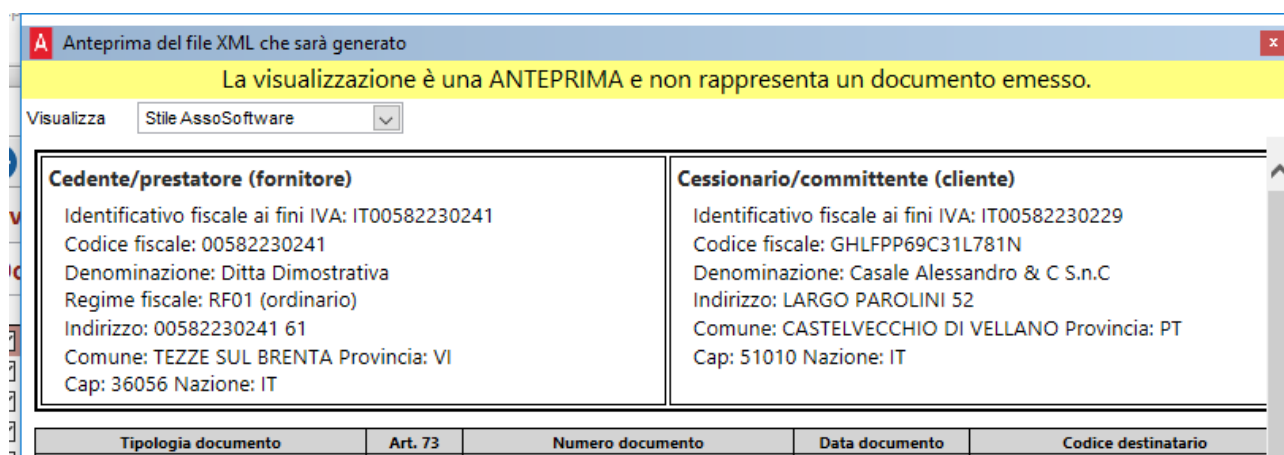 A Anteprima del file XML che sarà generato
La visualizzazione è una ANTEPRIMA e non rappresenta un documento emesso.
Visualizza Stile AssoSoftware
Cedente/prestatore (fornitore)
Identificativo fiscale ai fini IVA: IT00582230241
Codice fiscale: 00582230241
Denominazione: Ditta Dimostrativa
Regime fiscale: RF01 (ordinario)
Indirizzo: 00582230241 61
Comune: TEZZE SUL BRENTA Provincia: VI
Cap: 36056 Nazione: IT
Cessionario/committente (cliente)
Identificativo fiscale ai fini IVA: IT00582230229
Codice fiscale: GHLFPP69C31L781N
Denominazione: Casale Alessandro & C S.n.C
Indirizzo: LARGO PAROLINI 52
Comune: CASTELVECCHIO DI VELLANO Provincia: PT
Cap: 51010 Nazione: IT
Tipologia documento Art. 73 Numero documento Data documento Codice destinatario